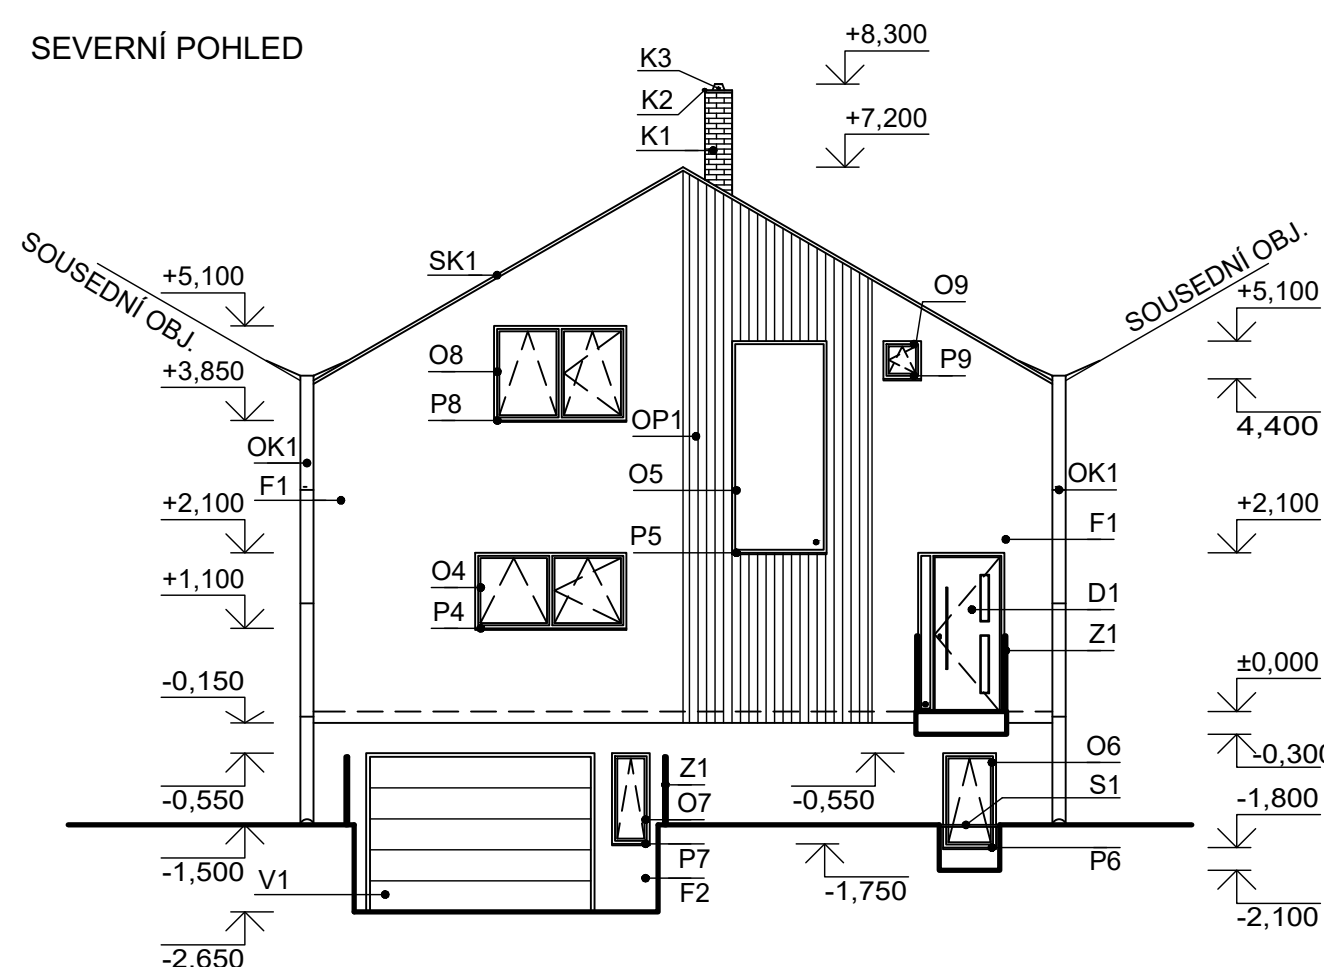 SEVERNÍ POHLED
+8,300
K3
K2
K1
+7,200
SOUSEDNÍ OBJ.
SOUSEDNÍ OBJ.
+5,100
SK1
O9
+5,100
O8
P9
+3,850
P8
OP1
4,400
OK1
F1
O5
OK1
+2,100
+2,100
P5
F1
+1,100
O4
P4
D1
Z1
±0,000
-0,150
O6
-0,300
Z1
S1
-0,550
O7
-0,550
-1,800
P7
P6
-1,500
V1
F2
-1,750
-2,100
-2,650